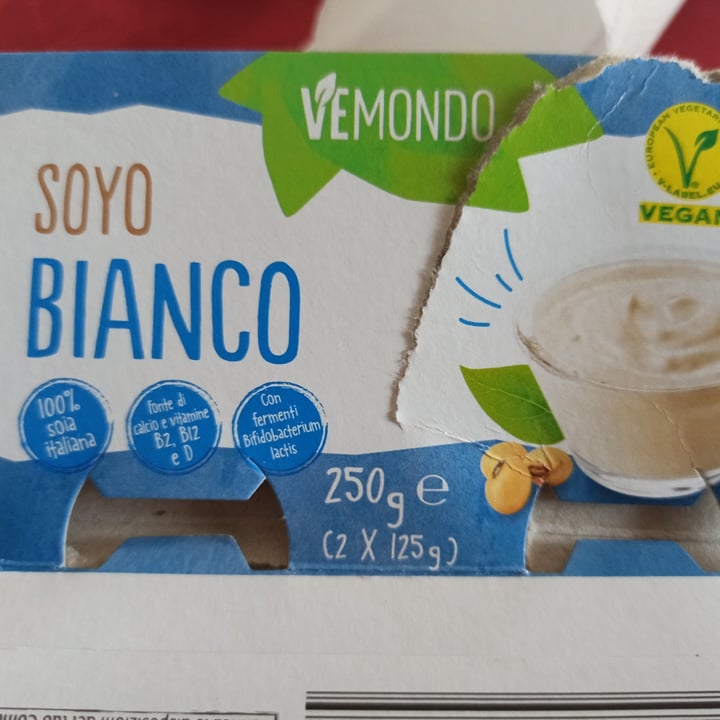 VEMONDO
SOYO
BIANCO
EUROPEAN VEGETAR
V-LABEL.EU
VEGAN
100%
soia
italiana
Fonte di
calcio e vitamine
B2, B12
e D
Con
fermenti
Bifidobacterium
lactis
250g e
(2 X 125g)